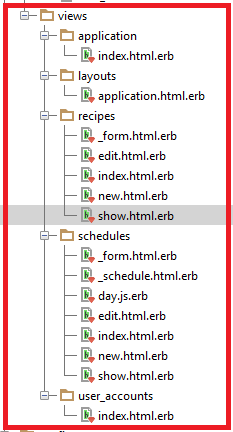 views
application
index.html.erb
layouts
application.html.erb
recipes
_form.html.erb
edit.html.erb
index.html.erb
new.html.erb
show.html.erb
schedules
_form.html.erb
_schedule.html.erb
day.js.erb
edit.html.erb
index.html.erb
new.html.erb
show.html.erb
user_accounts
index.html.erb